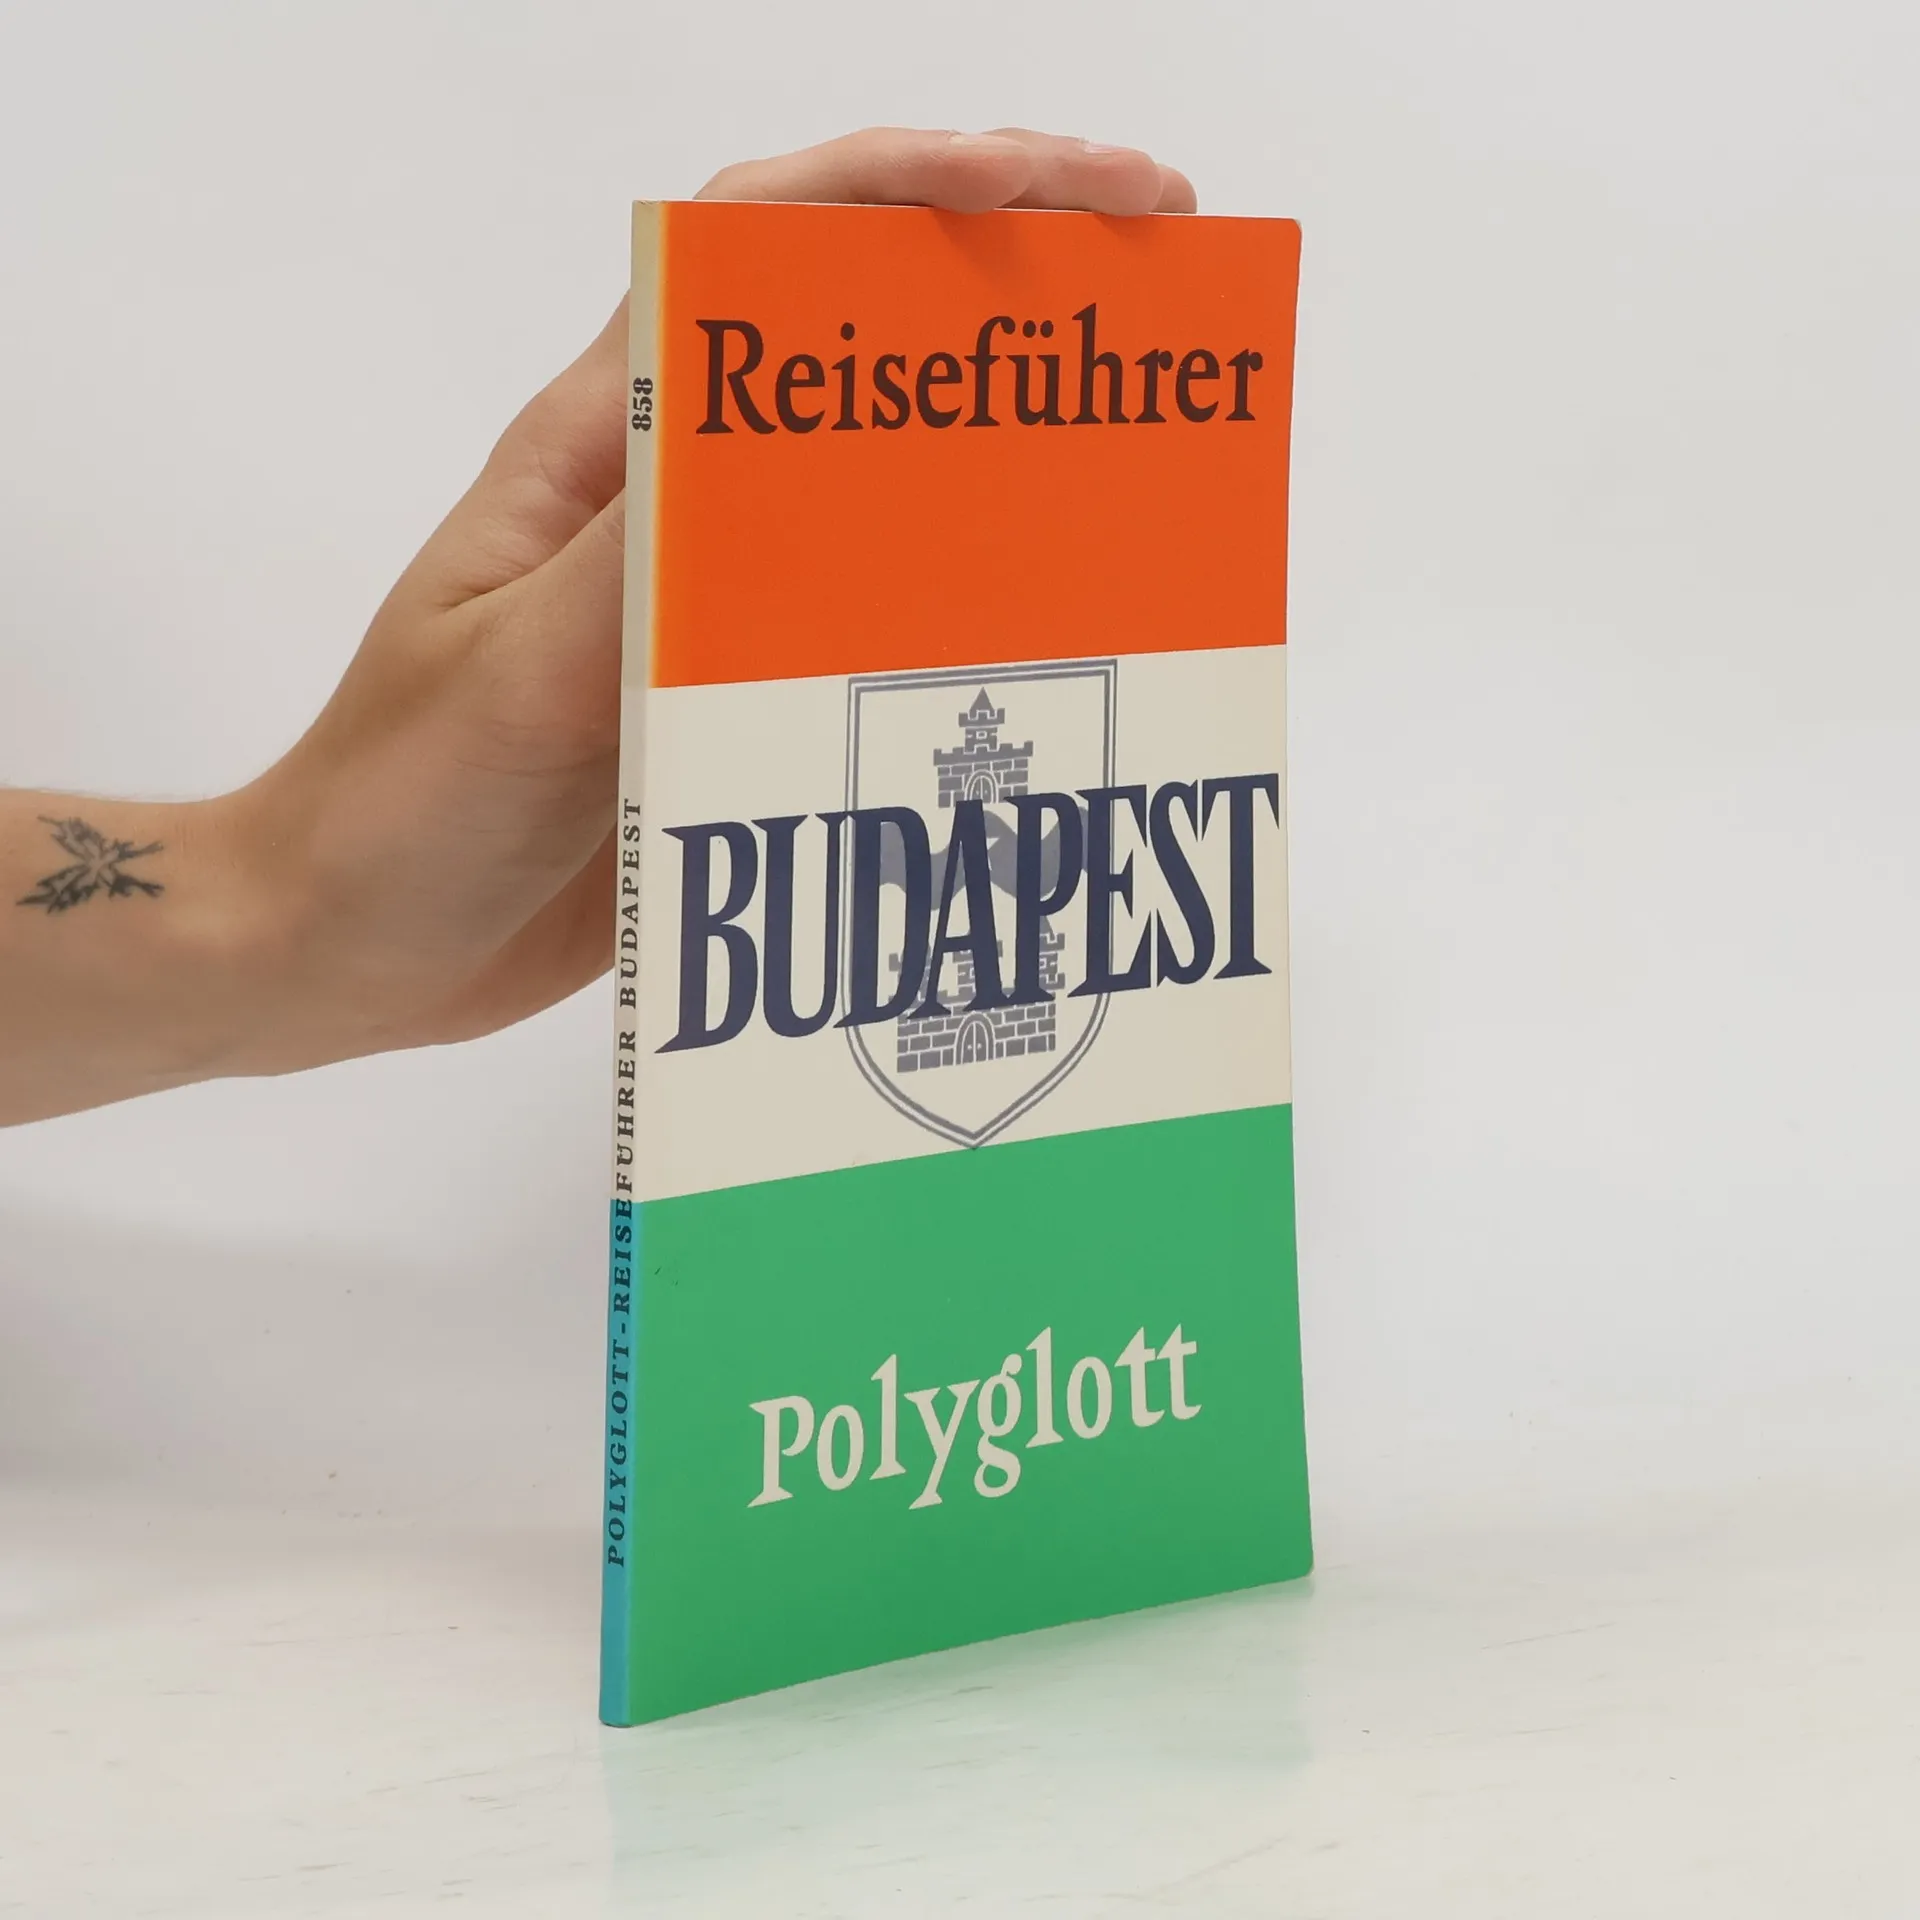 Reiseführer
BUDAPEST
Polyglott
POLYGLOTT-REISEFÜHRER BUDAPEST
858